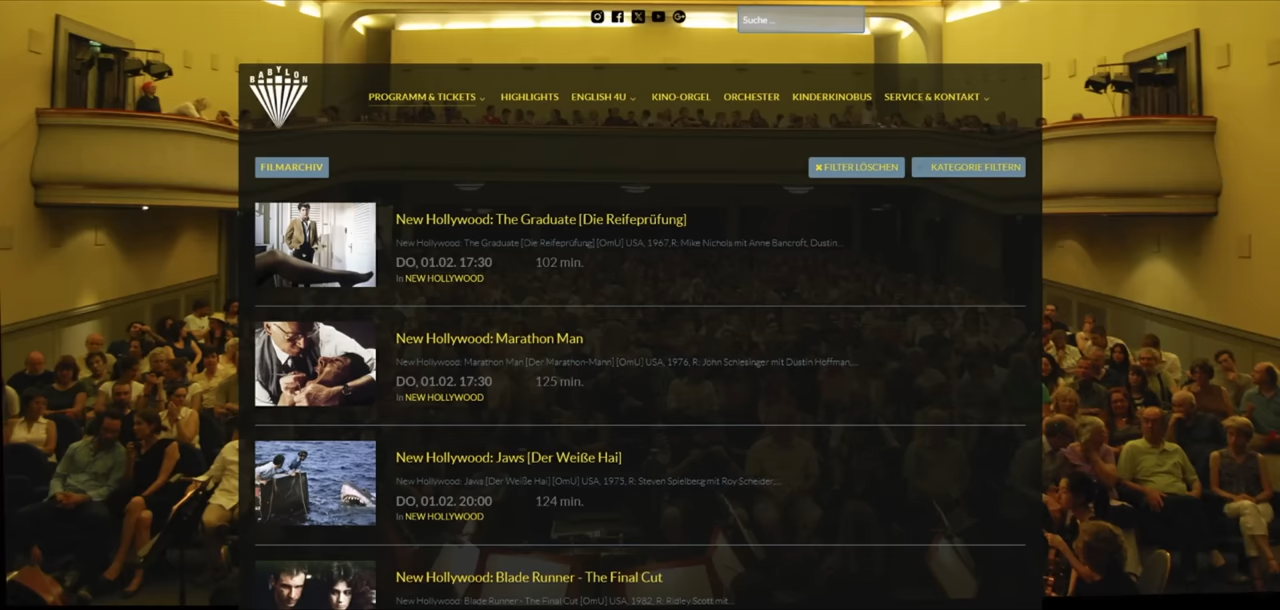 Suche ...
BABYLON
PROGRAMM & TICKETS
HIGHLIGHTS
ENGLISH 4U
KINO-ORGEL
ORCHESTER
KINDERKINOBUS
SERVICE & KONTAKT
FILMARCHIV
FILTER LÖSCHEN
KATEGORIE FILTERN
New Hollywood: The Graduate [Die Reifeprüfung]
New Hollywood: The Graduate [Die Reifeprüfung] [OmU] USA, 1967,R: Mike Nichols mit Anne Bancroft, Dustin...
DO, 01.02. 17:30 102 min.
In NEW HOLLYWOOD
New Hollywood: Marathon Man
New Hollywood: Marathon Man [Der Marathon-Mann] [OmU] USA, 1976, R: John Schlesinger mit Dustin Hoffman,...
DO, 01.02. 17:30 125 min.
In NEW HOLLYWOOD
New Hollywood: Jaws [Der Weiße Hai]
New Hollywood: Jaws [Der Weiße Hai] [OmU] USA, 1975, R: Steven Spielberg mit Roy Scheider,...
DO, 01.02. 20:00 124 min.
In NEW HOLLYWOOD
New Hollywood: Blade Runner - The Final Cut
New Hollywood: Blade Runner - The Final Cut [OmU] USA, 1982, R: Ridley Scott mit...